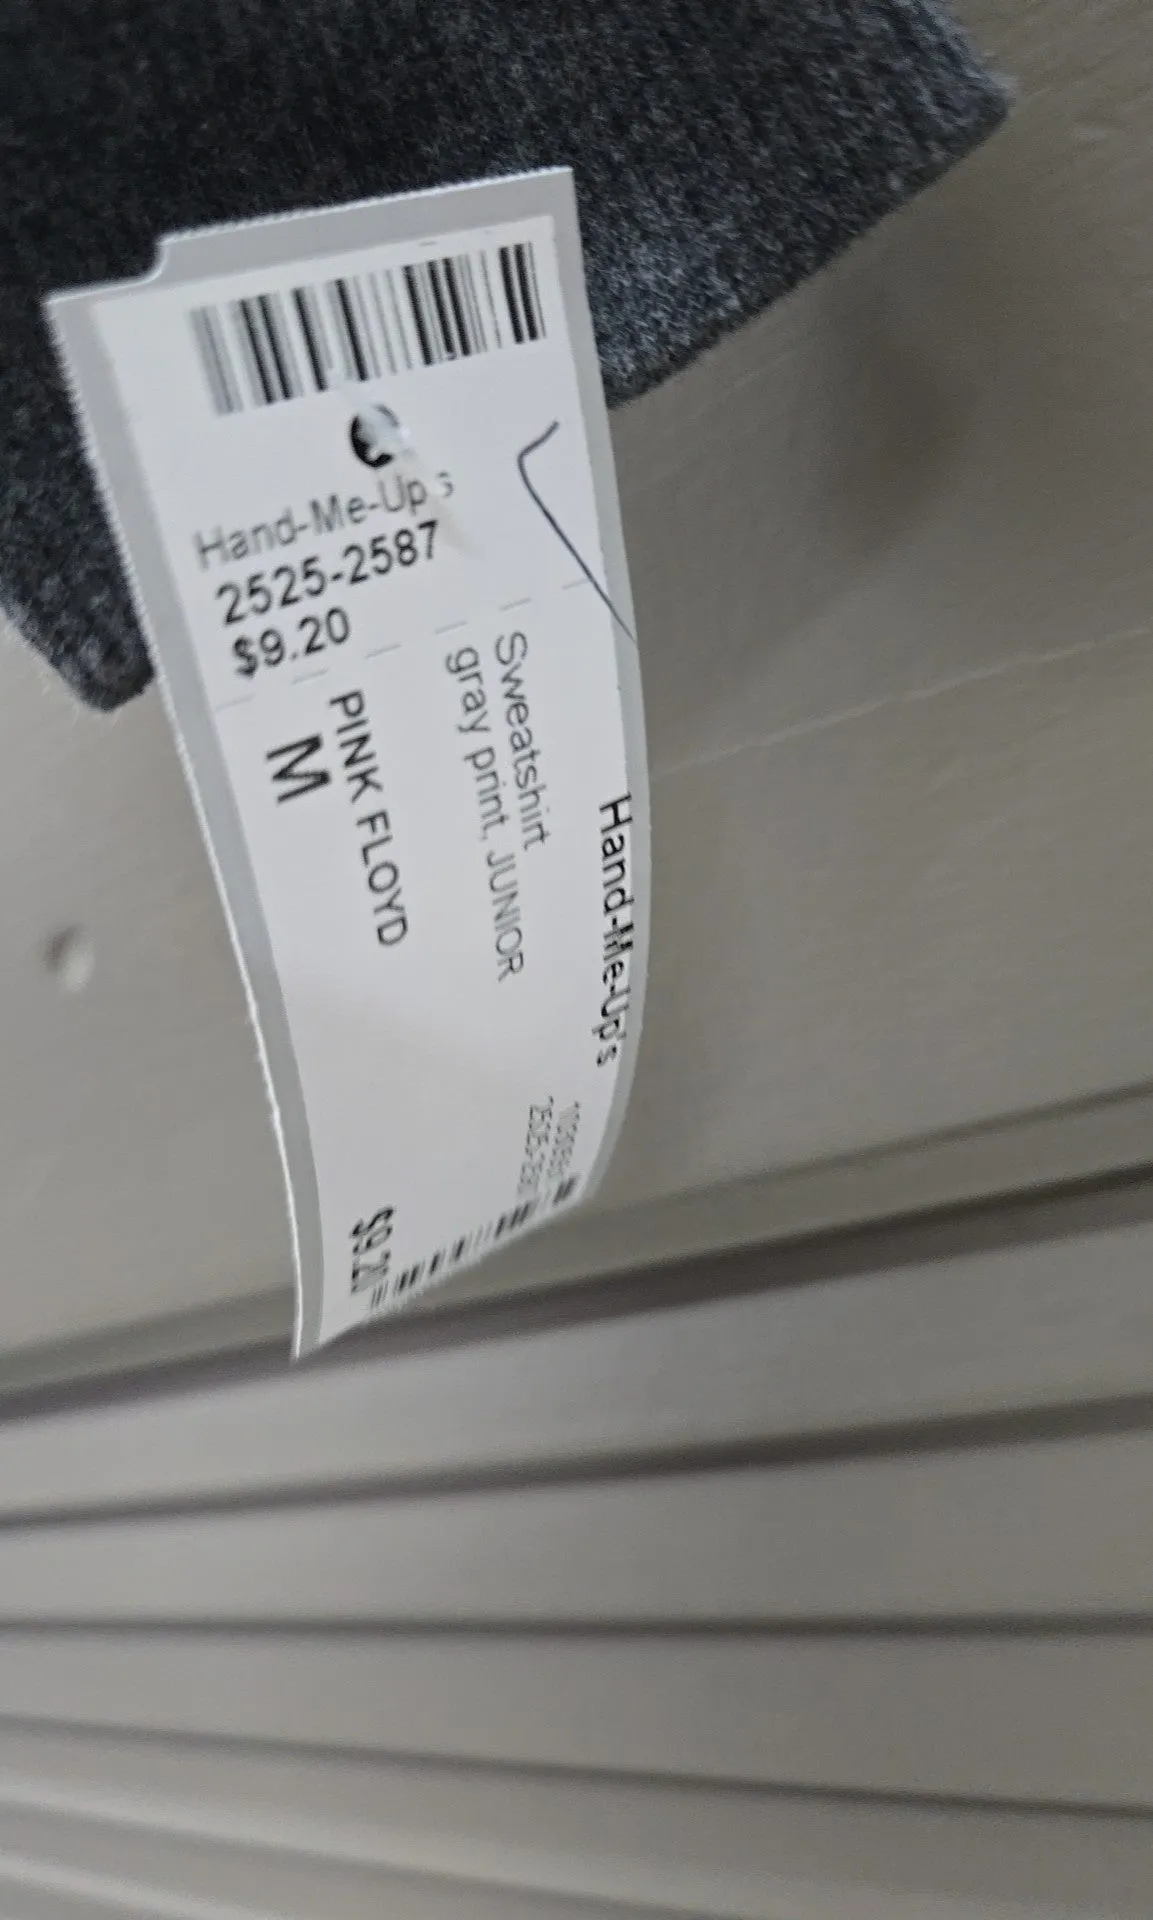 Hand-Me-Up's
2525-2587
$9.20
Hand-Me-Up's
Sweatshirt
gray print, JUNIOR
PINK FLOYD
M
$9.20